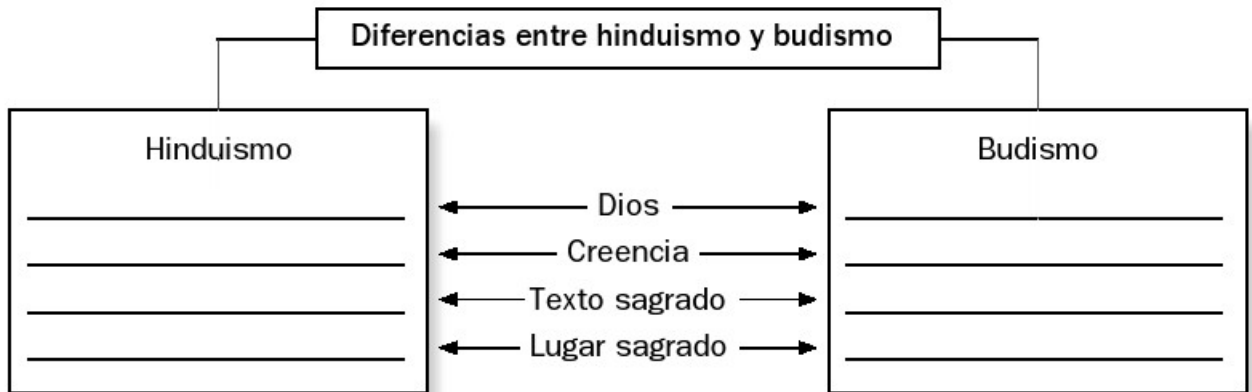 Diferencias entre hinduismo y budismo
Hinduismo
Budismo
Dios
Creencia
Texto sagrado
Lugar sagrado